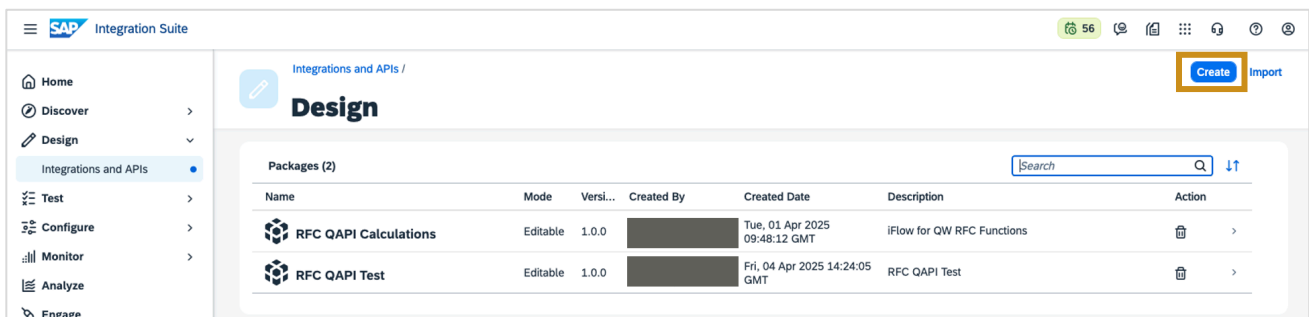 SAP Integration Suite
56
Home
Discover
Design
Integrations and APIs
Test
Configure
Monitor
Analyze
Engage
Integrations and APIs /
Design
Create
Import
Packages (2)
Search
Name Mode Versi... Created By Created Date Description Action
RFC QAPI Calculations Editable 1.0.0 Tue, 01 Apr 2025 iFlow for QW RFC Functions
09:48:12 GMT
RFC QAPI Test Editable 1.0.0 Fri, 04 Apr 2025 14:24:05 RFC QAPI Test
GMT